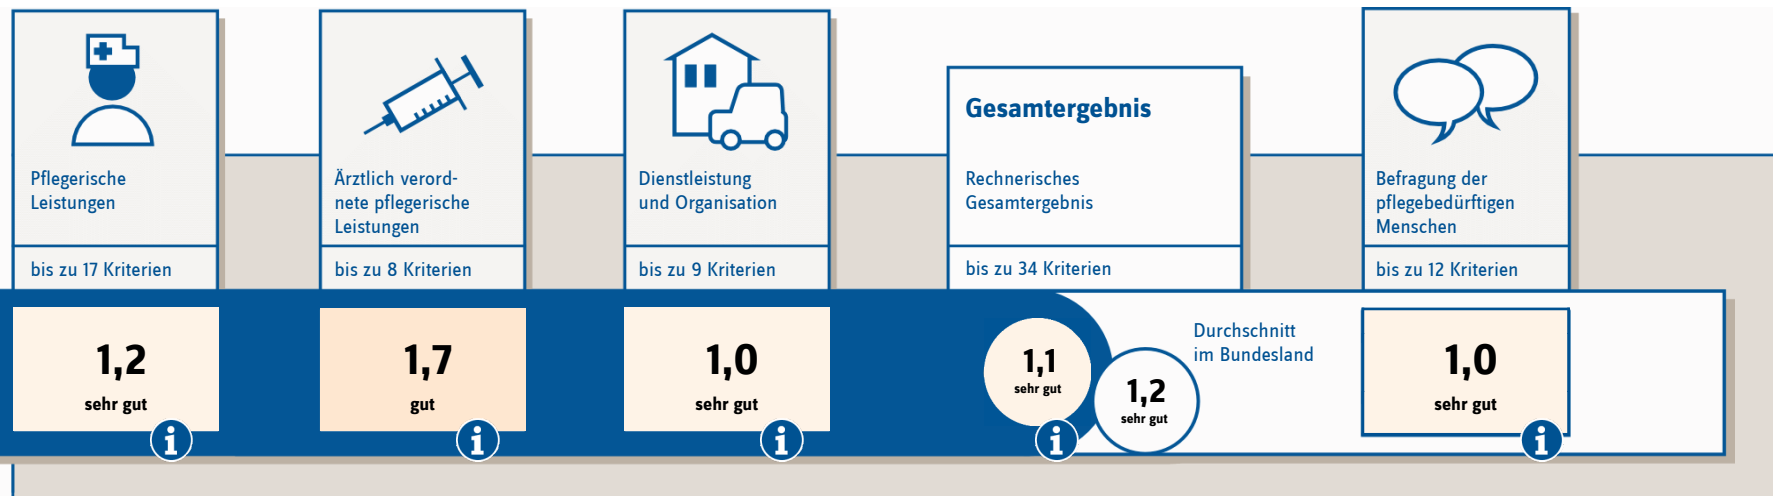 Pflegerische
Leistungen
bis zu 17 Kriterien
1,2
sehr gut
Ärztlich verord-
nete pflegerische
Leistungen
bis zu 8 Kriterien
1,7
gut
Dienstleistung
und Organisation
bis zu 9 Kriterien
1,0
sehr gut
Gesamtergebnis
Rechnerisches
Gesamtergebnis
bis zu 34 Kriterien
1,1
sehr gut
1,2
sehr gut
Durchschnitt
im Bundesland
Befragung der
pflegebedürftigen
Menschen
bis zu 12 Kriterien
1,0
sehr gut